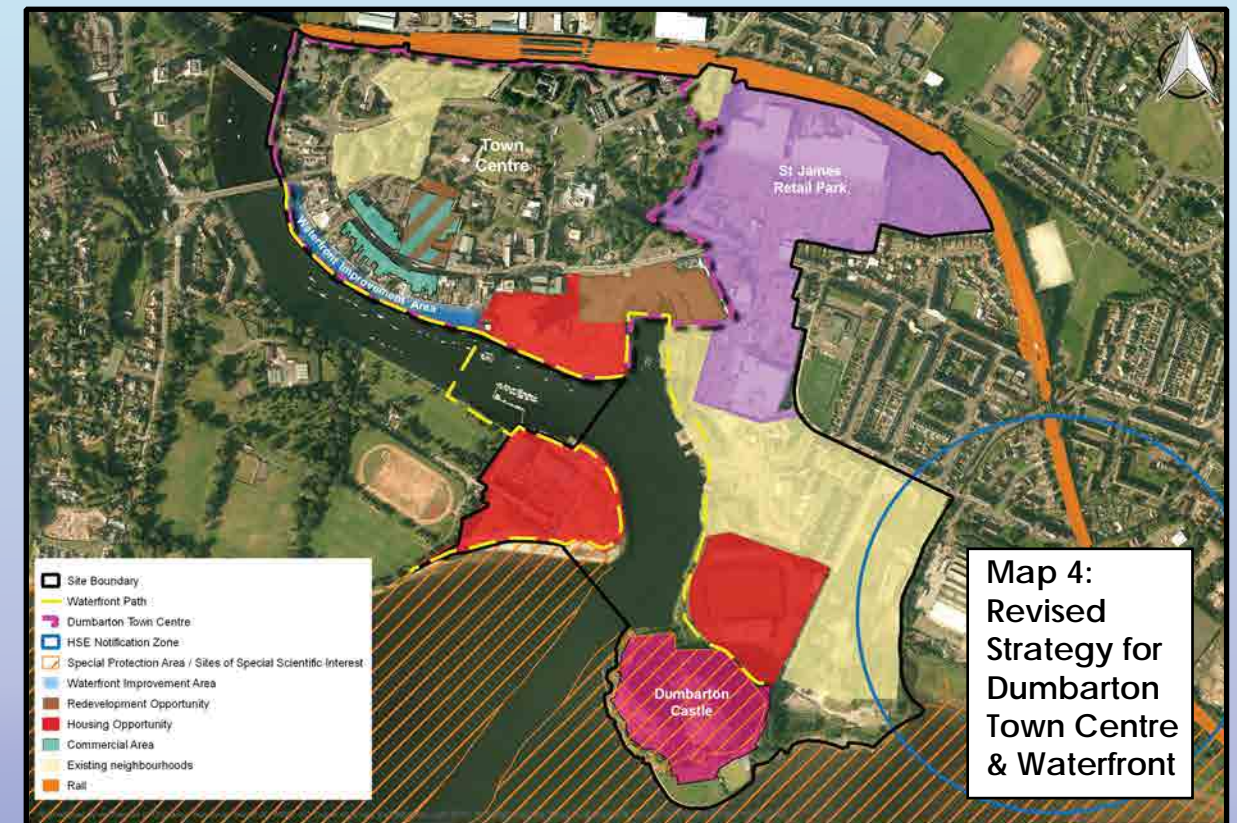 Town
Centre
St James
Retail Park
Waterfront Improvement Area
Dumbarton
Castle
Site Boundary
Waterfront Path
Dumbarton Town Centre
HSE Notification Zone
Special Protection Area / Sites of Special Scientific Interest
Waterfront Improvement Area
Redevelopment Opportunity
Housing Opportunity
Commercial Area
Existing neighbourhoods
Rail
Map 4:
Revised
Strategy for
Dumbarton
Town Centre
& Waterfront